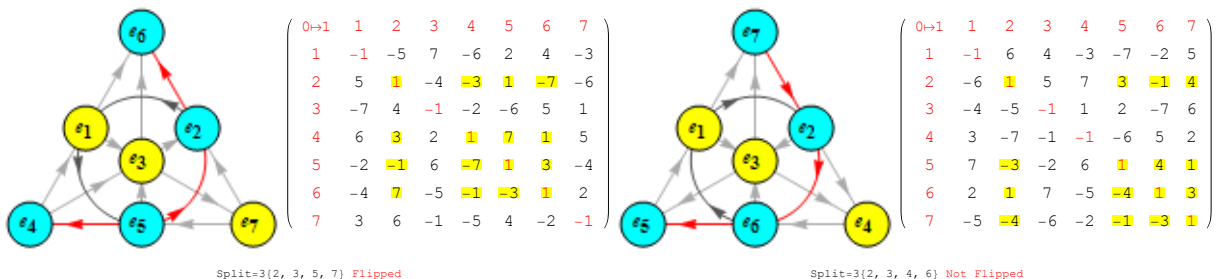 e6
0↦1 1 2 3 4 5 6 7
1 -1 -5 7 -6 2 4 -3
2 5 1 -4 -3 1 -7 -6
3 -7 4 -1 -2 -6 5 1
4 6 3 2 1 7 1 5
5 -2 -1 6 -7 1 3 -4
6 -4 7 -5 -1 -3 1 2
7 3 6 -1 -5 4 -2 -1
e1 e2
e3
e4 e5 e7
Split=3{2, 3, 5, 7} Flipped
e7
0↦1 1 2 3 4 5 6 7
1 -1 6 4 -3 -7 -2 5
2 -6 1 5 7 3 -1 4
3 -4 -5 -1 1 2 -7 6
4 3 -7 -1 -1 -6 5 2
5 7 -3 -2 6 1 4 1
6 2 1 7 -5 -4 1 3
7 -5 -4 -6 -2 -1 -3 1
e1 e2
e3
e5 e6 e4
Split=3{2, 3, 4, 6} Not Flipped